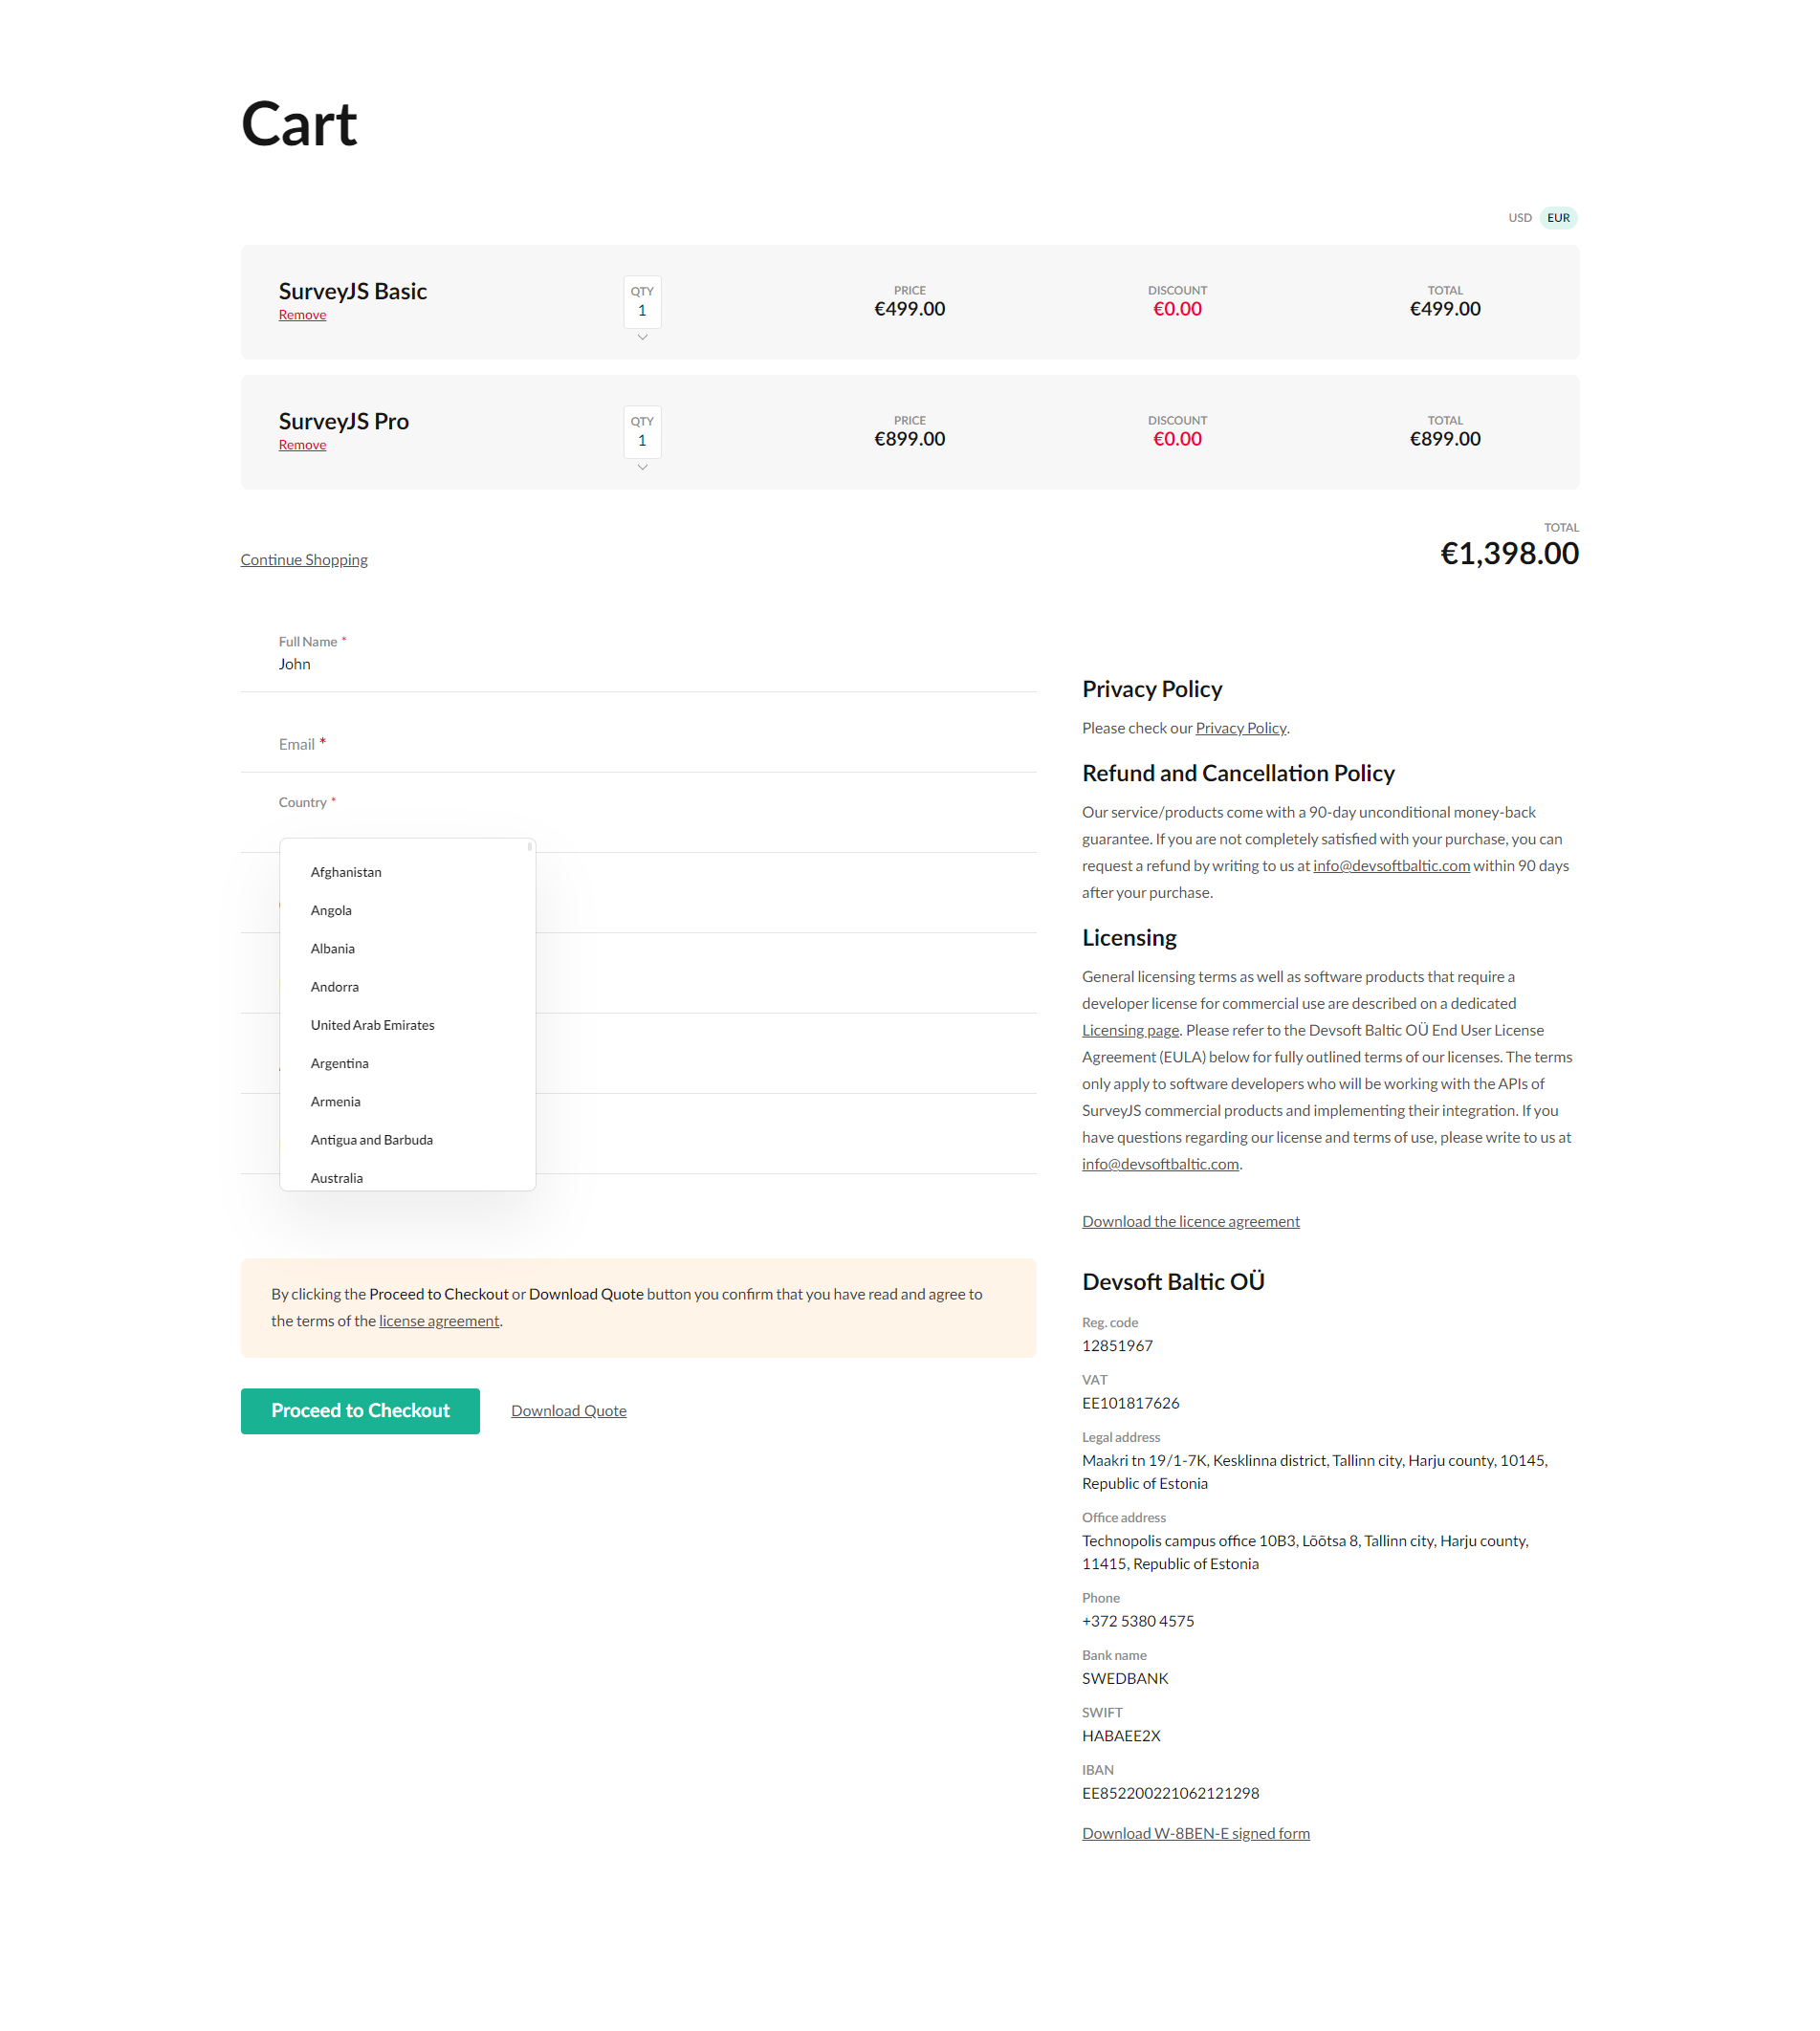 Cart
USD EUR
SurveyJS Basic
Remove
QTY
1
PRICE
€499.00
DISCOUNT
€0.00
TOTAL
€499.00
SurveyJS Pro
Remove
QTY
1
PRICE
€899.00
DISCOUNT
€0.00
TOTAL
€899.00
Continue Shopping
TOTAL
€1,398.00
Full Name *
John
Email *
Country *
Afghanistan
Angola
Albania
Andorra
United Arab Emirates
Argentina
Armenia
Antigua and Barbuda
Australia
By clicking the Proceed to Checkout or Download Quote button you confirm that you have read and agree to
the terms of the license agreement.
Proceed to Checkout
Download Quote
Privacy Policy
Please check our Privacy Policy.
Refund and Cancellation Policy
Our service/products come with a 90-day unconditional money-back
guarantee. If you are not completely satisfied with your purchase, you can
request a refund by writing to us at info@devsoftbaltic.com within 90 days
after your purchase.
Licensing
General licensing terms as well as software products that require a
developer license for commercial use are described on a dedicated
Licensing page. Please refer to the Devsoft Baltic OÜ End User License
Agreement (EULA) below for fully outlined terms of our licenses. The terms
only apply to software developers who will be working with the APIs of
SurveyJS commercial products and implementing their integration. If you
have questions regarding our license and terms of use, please write to us at
info@devsoftbaltic.com.
Download the licence agreement
Devsoft Baltic OÜ
Reg. code
12851967
VAT
EE101817626
Legal address
Maakri tn 19/1-7K, Kesklinna district, Tallinn city, Harju county, 10145,
Republic of Estonia
Office address
Technopolis campus office 10B3, Lõõtsa 8, Tallinn city, Harju county,
11415, Republic of Estonia
Phone
+372 5380 4575
Bank name
SWEDBANK
SWIFT
HABAEE2X
IBAN
EE852200221062121298
Download W-8BEN-E signed form